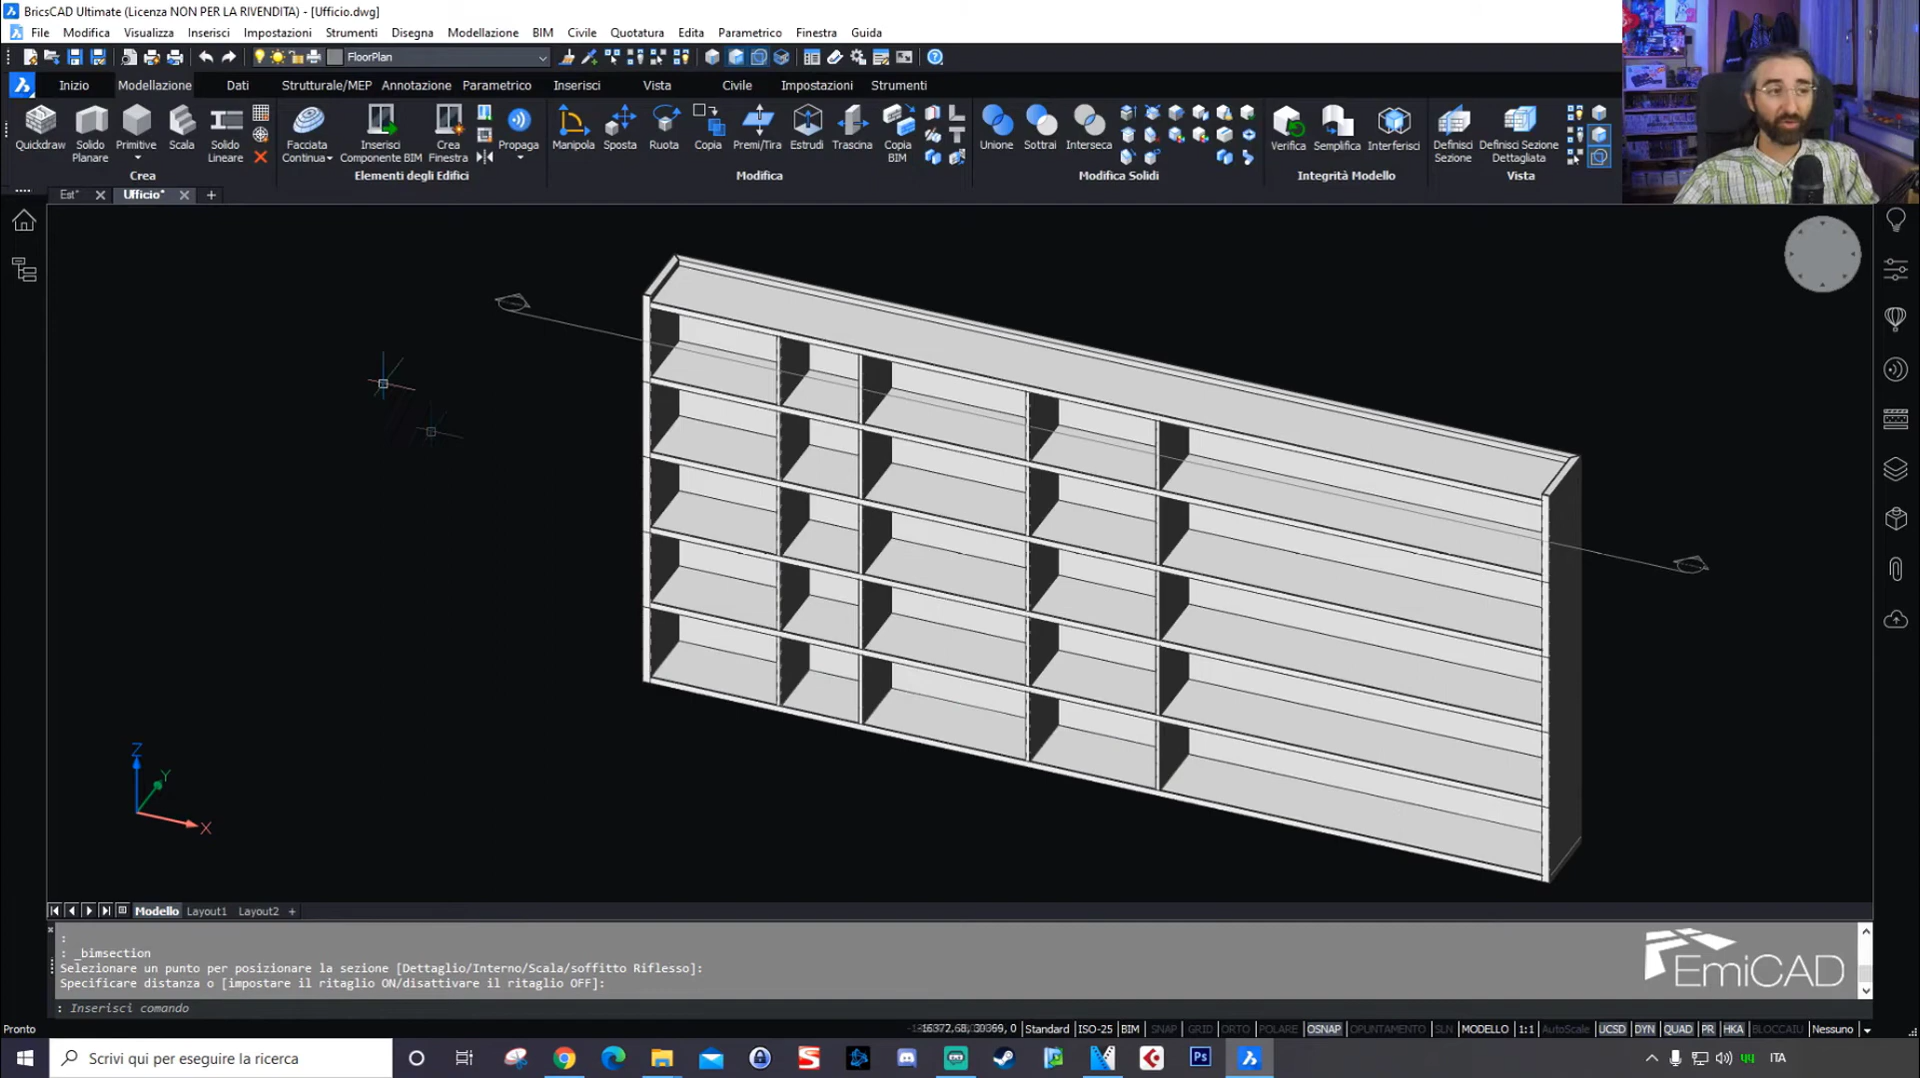 BricsCAD Ultimate (Licenza NON PER LA RIVENDITA) - [Ufficio.dwg]
File Modifica Visualizza Inserisci Impostazioni Strumenti Disegna Modellazione BIM Civile Quotatura Edita Parametrico Finestra Guida
FloorPlan
Inizio Modellazione Dati Strutturale/MEP Annotazione Parametrico Inserisci Vista Civile Impostazioni Strumenti
Quickdraw Solido Planare Primitive Scala Solido Lineare Facciata Continua Inserisci Componente BIM Crea Finestra Propaga Manipola Sposta Ruota Copia Premi/Tira Estrudi Trascina Copia BIM Unione Sottrai Interseca Verifica Semplifica Interferisci Definisci Sezione Definisci Sezione Dettagliata
Crea Elementi degli Edifici Modifica Modifica Solidi Integrità Modello Vista
Est* Ufficio*
Z
Y
X
Modello Layout1 Layout2
:
: _bimsection
Selezionare un punto per posizionare la sezione [Dettaglio/Interno/Scala/soffitto Riflesso]:
Specificare distanza o [impostare il ritaglio ON/disattivare il ritaglio OFF]:
: Inserisci comando
EmiCAD
Pronto Standard ISO-25 BIM SNAP GRID ORTO POLARE OSNAP OPUNTAMENTO SLN MODELLO 1:1 AutoScale UCSD DYN QUAD PR HKA BLOCCAIU Nessuno
Scrivi qui per eseguire la ricerca
Ps
ITA